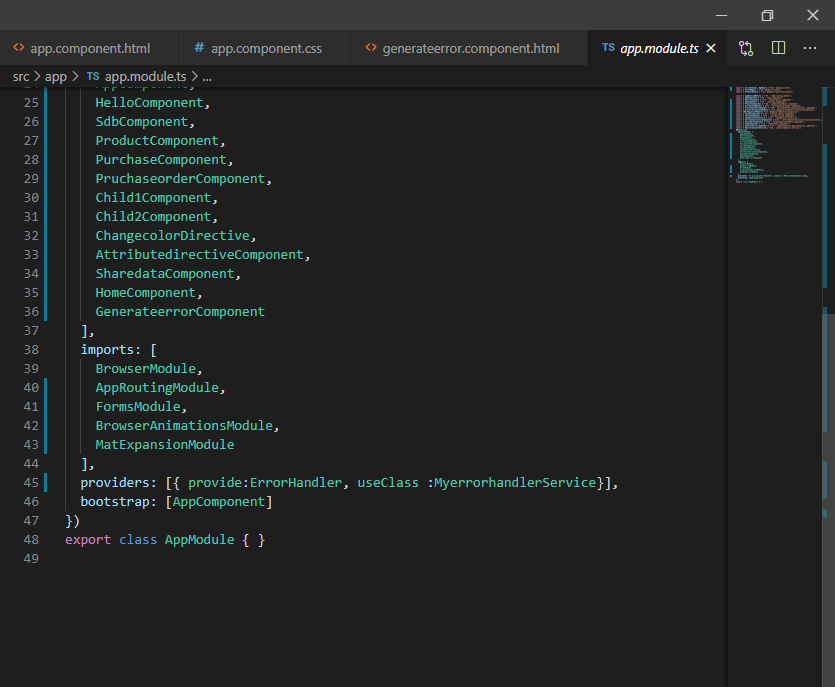 <> app.component.html # app.component.css <> generateerror.component.html TS app.module.ts
src > app > TS app.module.ts > ...
25 HelloComponent,
26 SdbComponent,
27 ProductComponent,
28 PurchaseComponent,
29 PruchaseorderComponent,
30 Child1Component,
31 Child2Component,
32 ChangecolorDirective,
33 AttributedirectiveComponent,
34 SharedataComponent,
35 HomeComponent,
36 GenerateerrorComponent
37 ],
38 imports: [
39 BrowserModule,
40 AppRoutingModule,
41 FormsModule,
42 BrowserAnimationsModule,
43 MatExpansionModule
44 ],
45 providers: [{ provide:ErrorHandler, useClass :MyerrorhandlerService}],
46 bootstrap: [AppComponent]
47 })
48 export class AppModule { }
49